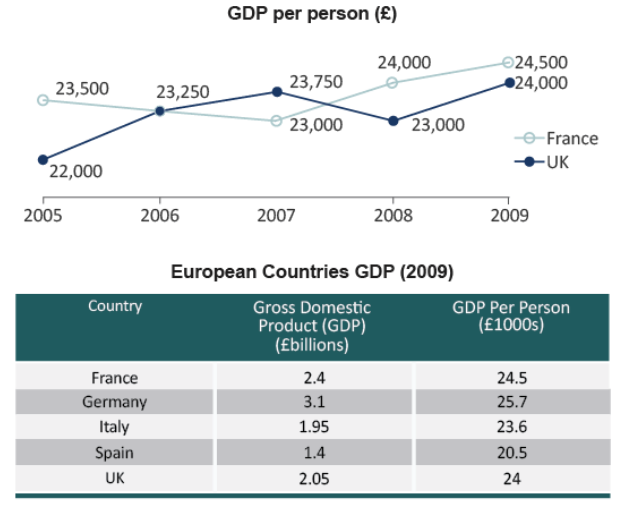 GDP per person (£)
24,000
24,500
23,500
23,250
23,750
24,000
23,000
23,000
France
22,000
UK
2005 2006 2007 2008 2009
European Countries GDP (2009)
Country Gross Domestic GDP Per Person
Product (GDP) (£1000s)
(£billions)
France 2.4 24.5
Germany 3.1 25.7
Italy 1.95 23.6
Spain 1.4 20.5
UK 2.05 24